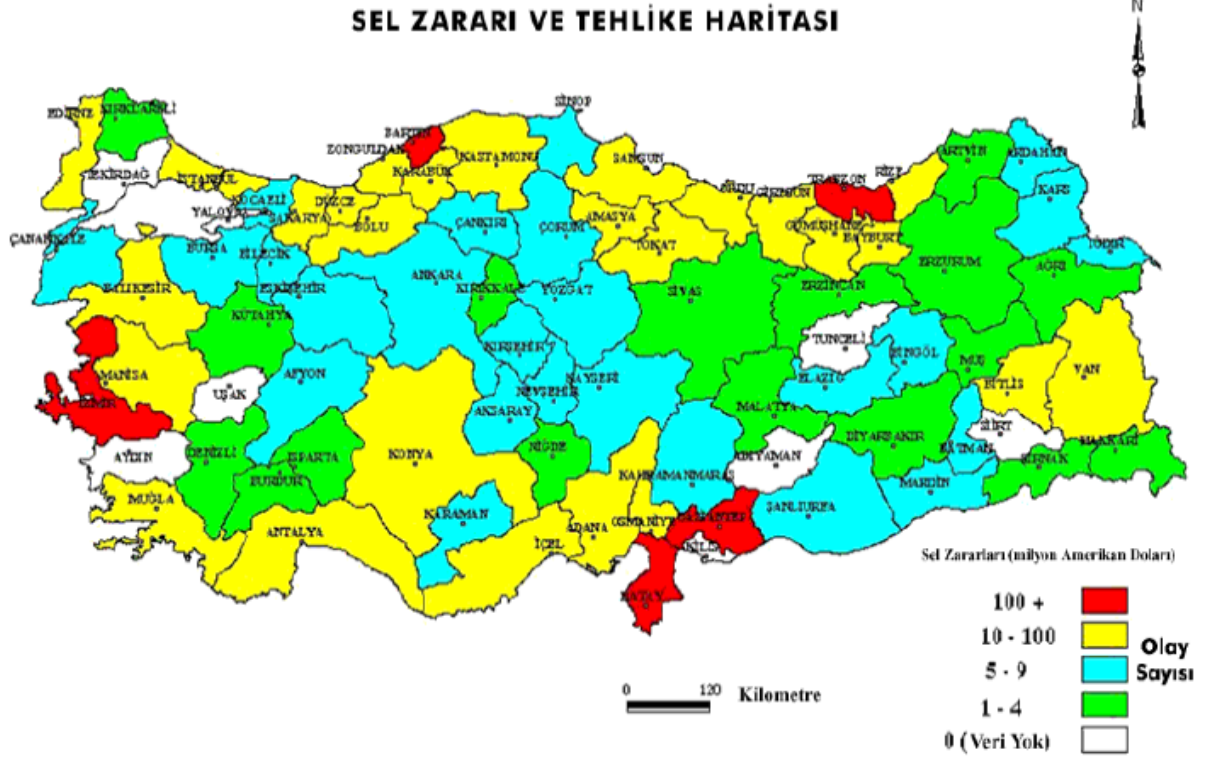 SEL ZARARI VE TEHLİKE HARİTASI
N
EDİRNE
KIRKLARELİ
TEKİRDAĞ
İSTANBUL
YALOVA
KOCAELİ
SAKARYA
DÜZCE
BOLU
ZONGULDAK
BARTIN
KARABÜK
KASTAMONU
SİNOP
SAMSUN
ORDU
GİRESUN
TRABZON
RİZE
ARTVİN
ARDAHAN
KARS
IĞDIR
ÇANAKKALE
BURSA
BİLECİK
ESKİŞEHİR
ANKARA
ÇANKIRI
ÇORUM
AMASYA
TOKAT
GÜMÜŞHANE
BAYBURT
ERZURUM
AĞRI
BALIKESİR
KÜTAHYA
KIRIKKALE
YOZGAT
SİVAS
ERZİNCAN
TUNCELİ
BİNGÖL
MUŞ
BİTLİS
VAN
MANİSA
İZMİR
UŞAK
AFYON
KIRŞEHİR
NEVŞEHİR
KAYSERİ
AKSARAY
NİĞDE
MALATYA
ELAZIĞ
DİYARBAKIR
BATMAN
SİİRT
ŞIRNAK
HAKKARİ
AYDIN
DENİZLİ
ISPARTA
BURDUR
KONYA
KARAMAN
MUĞLA
ANTALYA
İÇEL
ADANA
OSMANİYE
KAHRAMANMARAŞ
ADIYAMAN
GAZİANTEP
KİLİS
HATAY
ŞANLIURFA
MARDİN
Sel Zararları (milyon Amerikan Doları)
100 +
10 - 100
5 - 9
1 - 4
0 (Veri Yok)
Olay
Sayısı
0 120 Kilometre